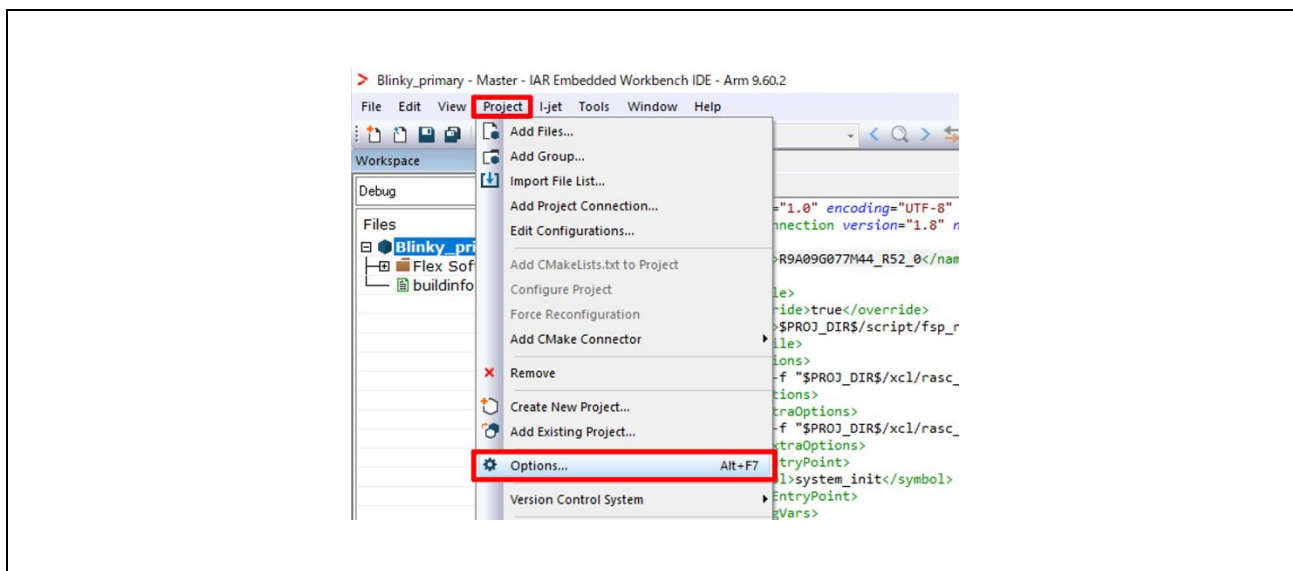 Blinky_primary - Master - IAR Embedded Workbench IDE - Arm 9.60.2
File Edit View Project I-jet Tools Window Help
Workspace
Debug
Files
Blinky_pri
Flex Sof
buildinfo
Add Files...
Add Group...
Import File List...
Add Project Connection...
Edit Configurations...
Add CMakeLists.txt to Project
Configure Project
Force Reconfiguration
Add CMake Connector
Remove
Create New Project...
Add Existing Project...
Options... Alt+F7
Version Control System
="1.0" encoding="UTF-8"
nnection version="1.8" n
>R9A09G077M44_R52_0</nam
le>
ride>true</override>
>$PROJ_DIR$/script/fsp_
ile>
ions>
-f "$PROJ_DIR$/xcl/rasc_
tions>
traOptions>
-f "$PROJ_DIR$/xcl/rasc_
xtraOptions>
tryPoint>
l>system_init</symbol>
EntryPoint>
gVars>